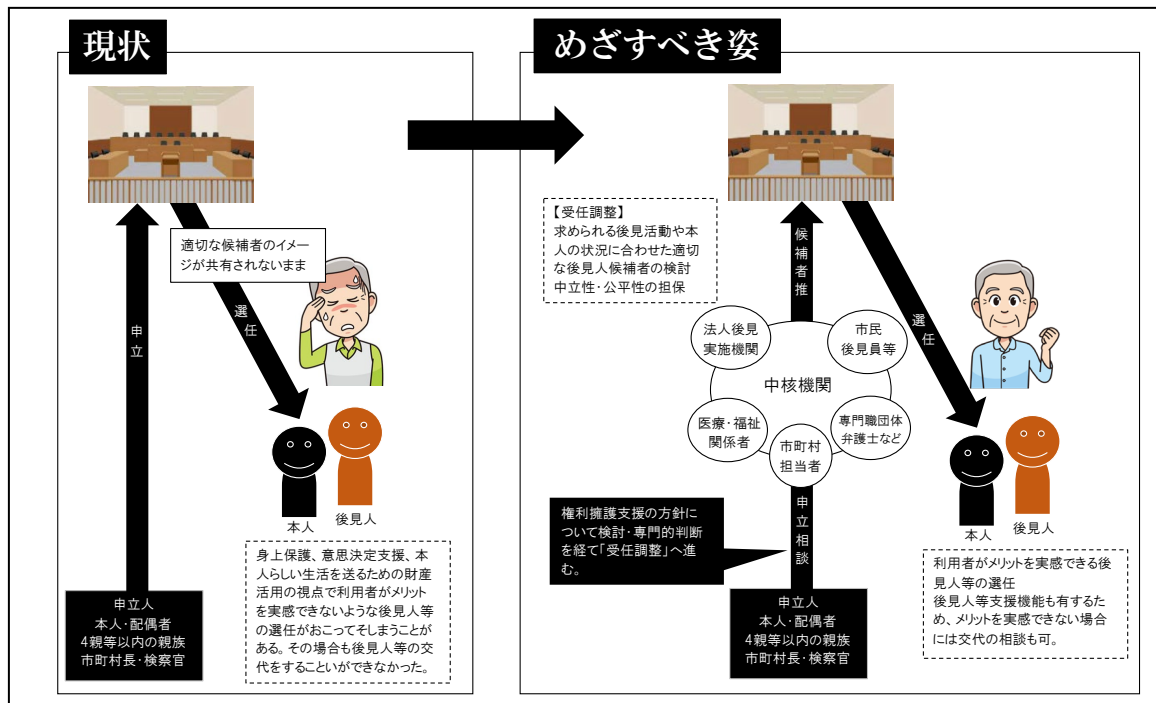 現状
適切な候補者のイメー
ジが共有されないまま
申立
選任
本人
後見人
身上保護、意思決定支援、本
人らしい生活を送るための財産
活用の視点で利用者がメリット
を実感できないような後見人等
の選任がおこってしまうことが
ある。その場合も後見人等の交
代をすることいができなかった。
申立人
本人・配偶者
4親等以内の親族
市町村長・検察官
めざすべき姿
【受任調整】
求められる後見活動や本
人の状況に合わせた適切
な後見人候補者の検討
中立性・公平性の担保
候補者推
選任
法人後見
実施機関
市民
後見員等
中核機関
医療・福祉
関係者
専門職団体
弁護士など
市町村
担当者
本人
後見人
権利擁護支援の方針に
ついて検討・専門的判断
を経て「受任調整」へ進
む。
申立相談
利用者がメリットを実感できる後
見人等の選任
後見人等支援機能も有するた
め、メリットを実感できない場合
には交代の相談も可。
申立人
本人・配偶者
4親等以内の親族
市町村長・検察官